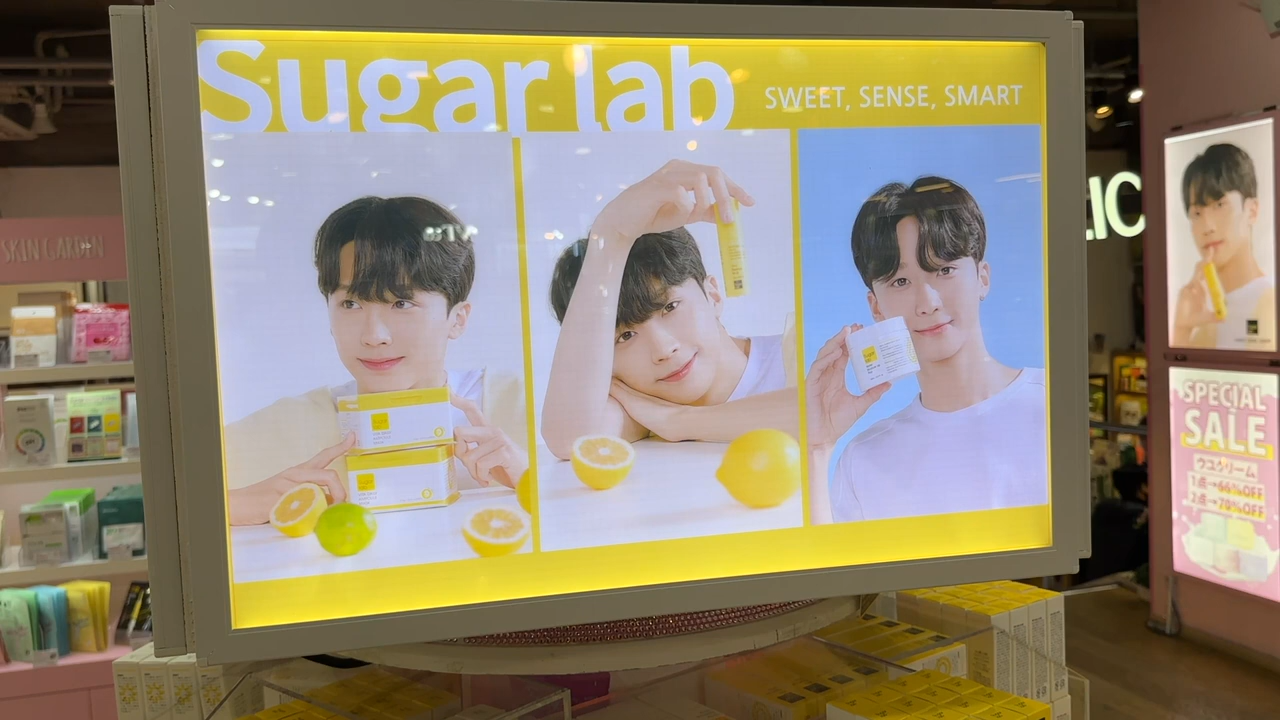 Sugar lab
SWEET, SENSE, SMART
SKIN GARDEN
LIC
SPECIAL
SALE
ウユクリーム
1点→66%OFF
2点→70%OFF